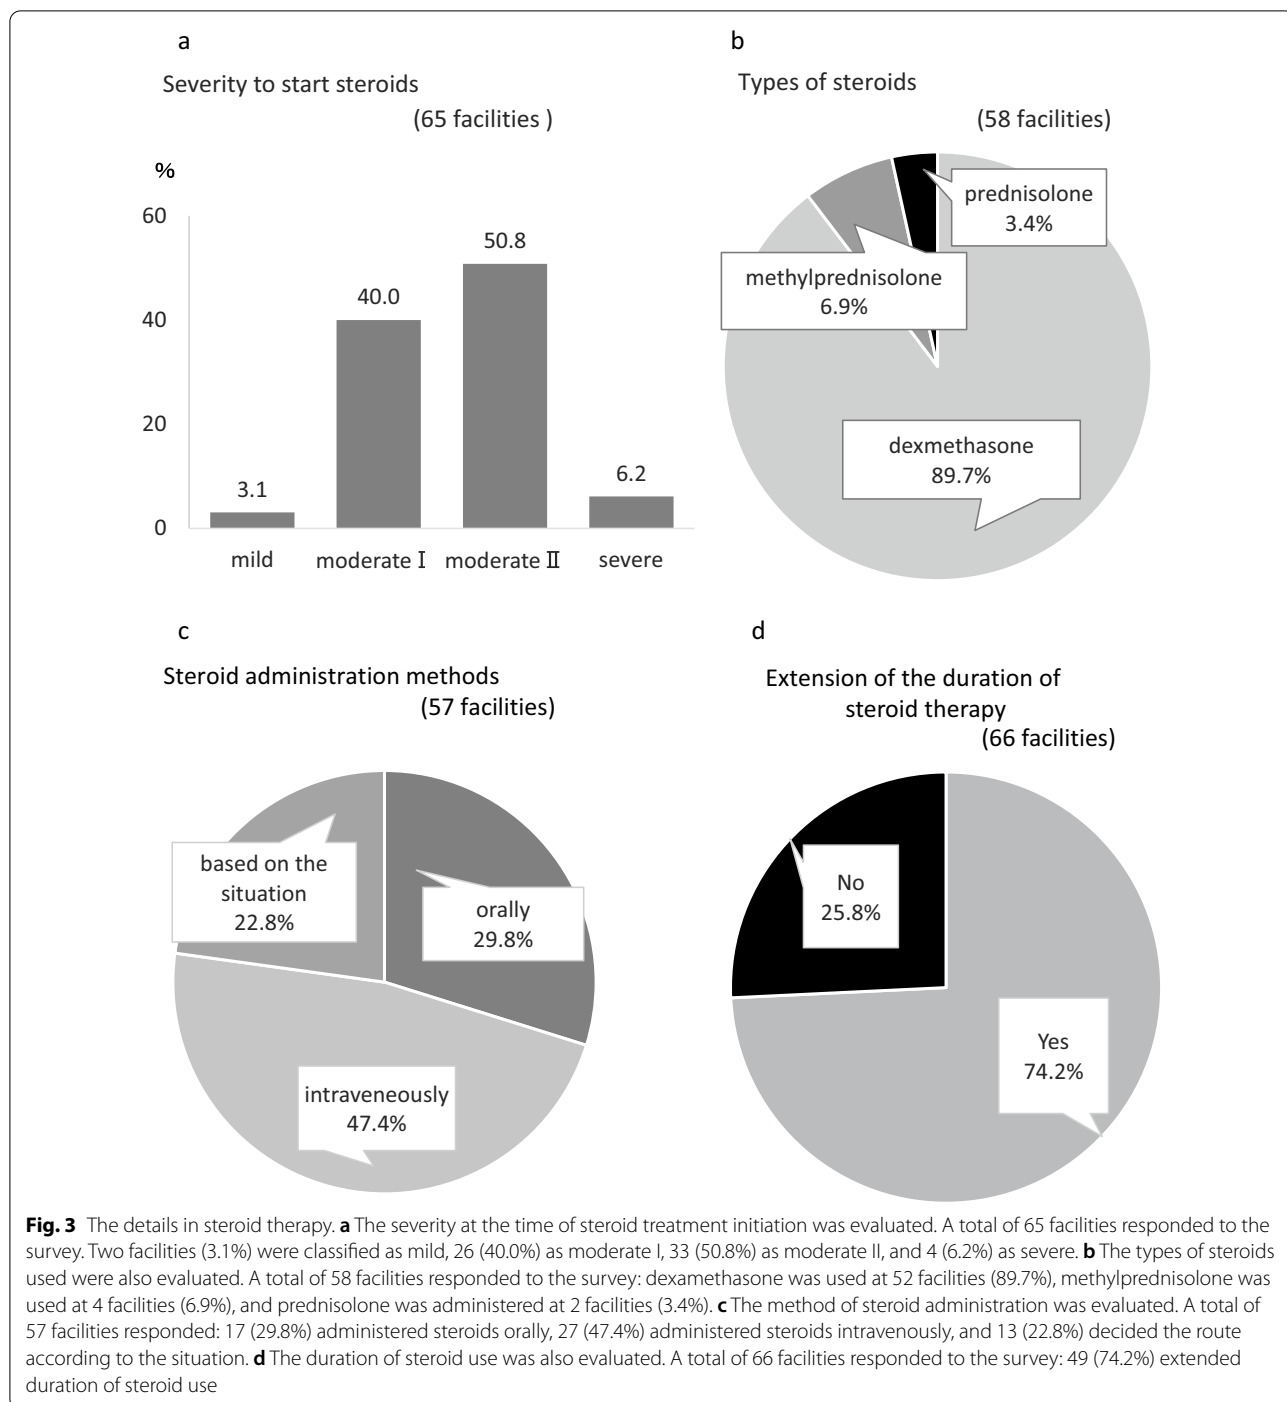 a
Severity to start steroids
(65 facilities )
%
60
40
20
0
3.1
40.0
50.8
6.2
mild
moderate Ⅰ
moderate Ⅱ
severe
b
Types of steroids
(58 facilities)
prednisolone
3.4%
methylprednisolone
6.9%
dexmethasone
89.7%
c
Steroid administration methods
(57 facilities)
based on the
situation
22.8%
orally
29.8%
intraveneously
47.4%
d
Extension of the duration of
steroid therapy
(66 facilities)
No
25.8%
Yes
74.2%
Fig. 3 The details in steroid therapy. a The severity at the time of steroid treatment initiation was evaluated. A total of 65 facilities responded to the
survey. Two facilities (3.1%) were classified as mild, 26 (40.0%) as moderate I, 33 (50.8%) as moderate II, and 4 (6.2%) as severe. b The types of steroids
used were also evaluated. A total of 58 facilities responded to the survey: dexamethasone was used at 52 facilities (89.7%), methylprednisolone was
used at 4 facilities (6.9%), and prednisolone was administered at 2 facilities (3.4%). c The method of steroid administration was evaluated. A total of
57 facilities responded: 17 (29.8%) administered steroids orally, 27 (47.4%) administered steroids intravenously, and 13 (22.8%) decided the route
according to the situation. d The duration of steroid use was also evaluated. A total of 66 facilities responded to the survey: 49 (74.2%) extended
duration of steroid use